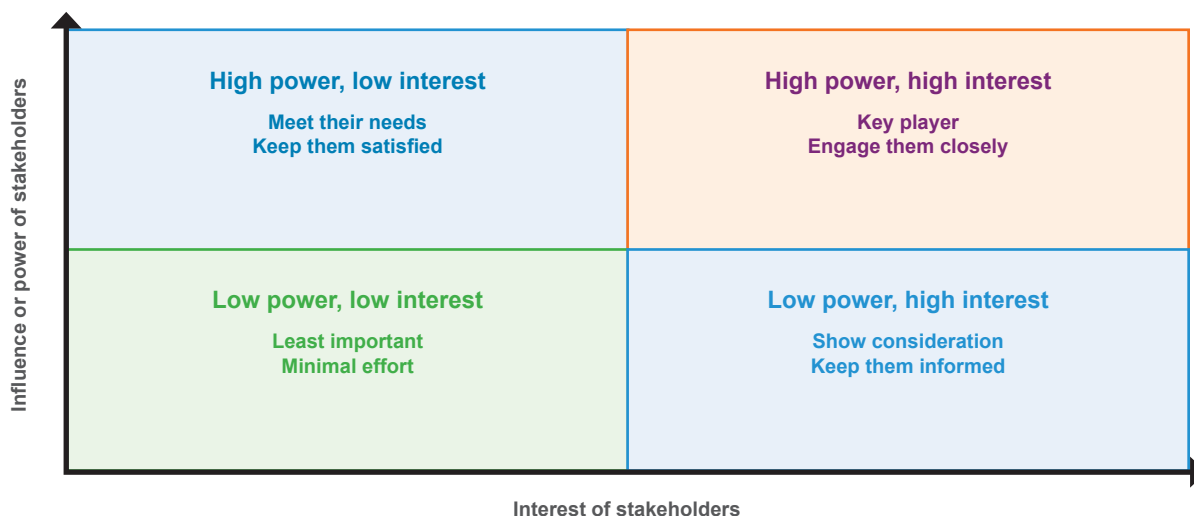 Influence or power of stakeholders
High power, low interest
Meet their needs
Keep them satisfied
High power, high interest
Key player
Engage them closely
Low power, low interest
Least important
Minimal effort
Low power, high interest
Show consideration
Keep them informed
Interest of stakeholders